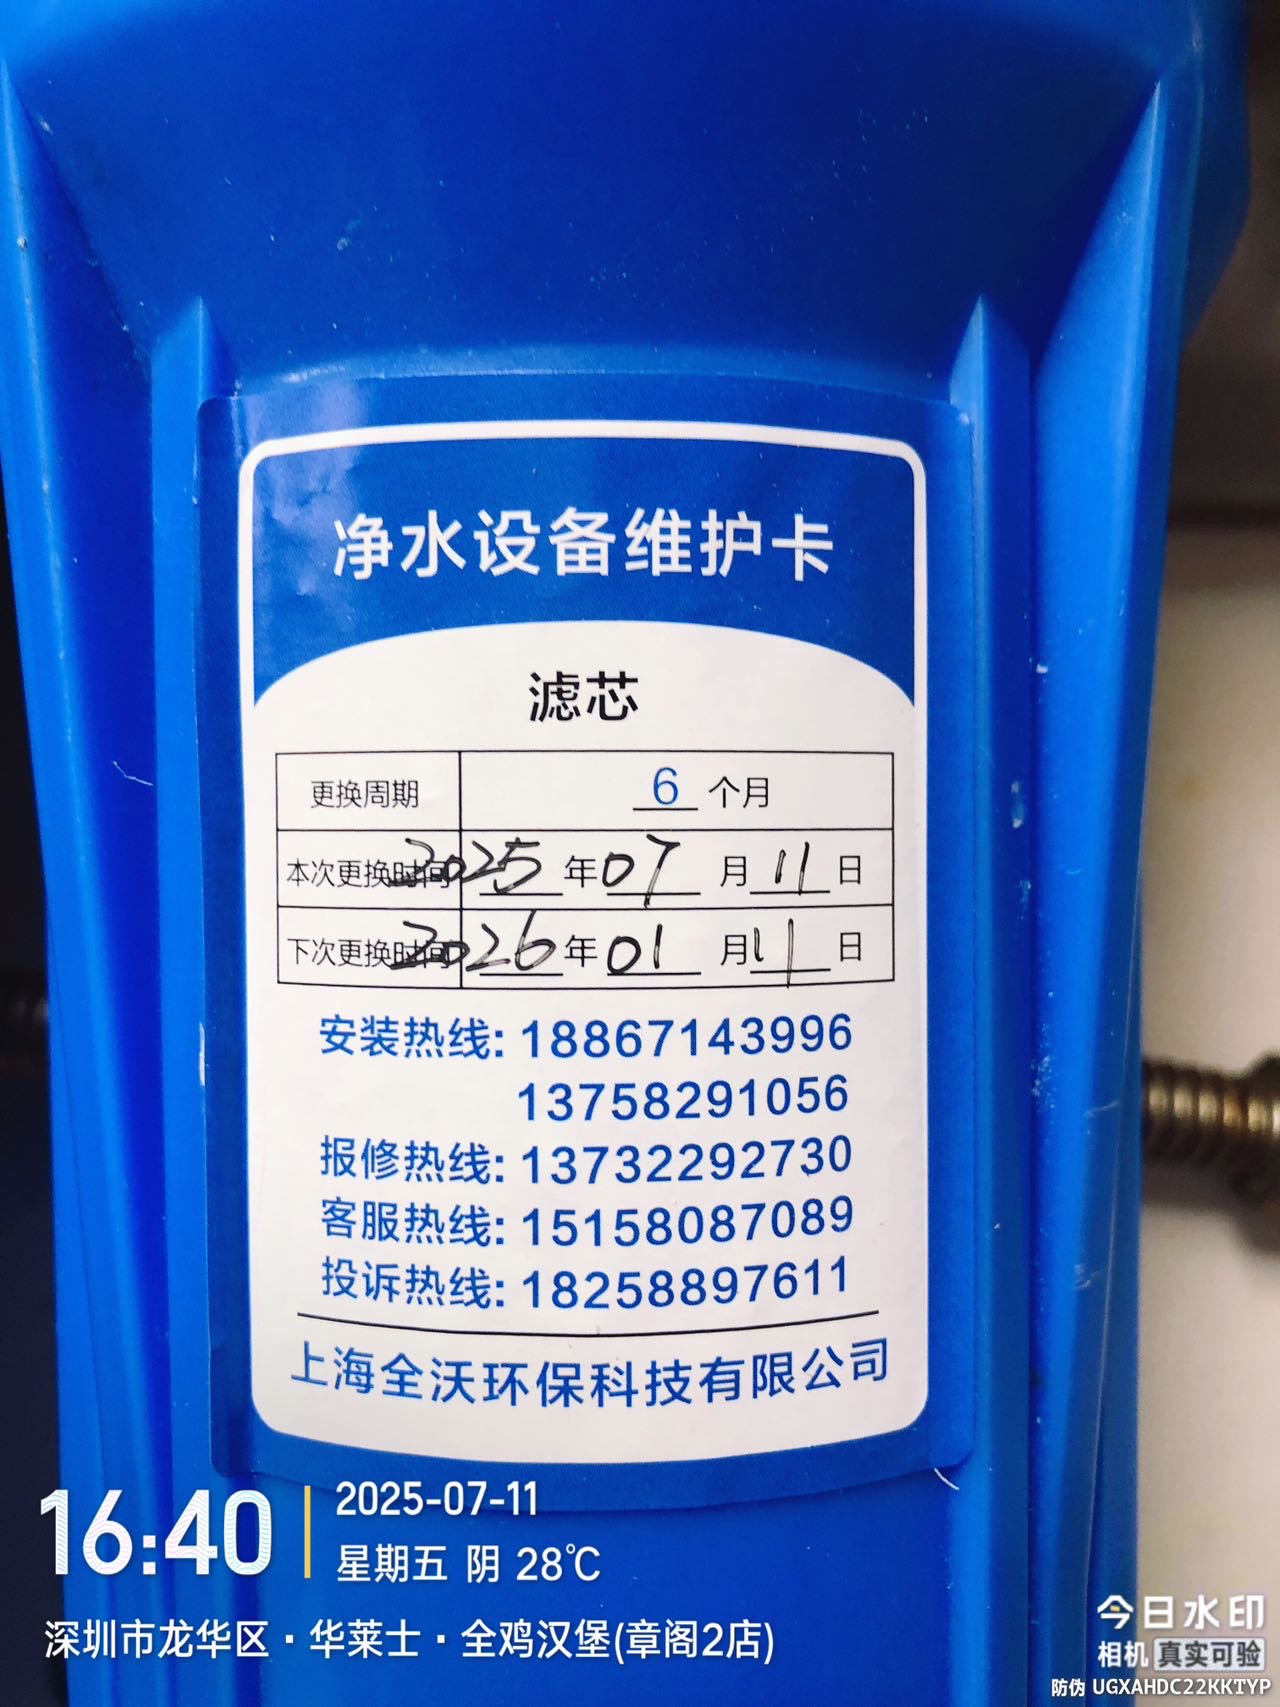 净水设备维护卡
滤芯
更换周期 6 个月
本次更换时间 2025 年 07 月 11 日
下次更换时间 2026 年 01 月 11 日
安装热线: 18867143996
13758291056
报修热线: 13732292730
客服热线: 15158087089
投诉热线: 18258897611
上海全沃环保科技有限公司
16:40
2025-07-11
星期五 阴 28℃
深圳市龙华区·华莱士·全鸡汉堡(章阁2店)
今日水印
相机 真实可验
防伪 UGXAHDC22KKTYP